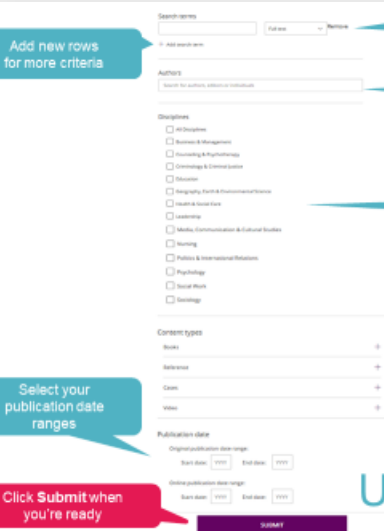 Search terms
Full text
Remove
Add search term
Add new rows
for more criteria
Authors
Search for authors, editors or individuals
Disciplines
All Disciplines
Business & Management
Counseling & Psychotherapy
Criminology & Criminal Justice
Education
Geography, Earth & Environmental Science
Health & Social Care
Leadership
Media, Communication & Cultural Studies
Nursing
Politics & International Relations
Psychology
Social Work
Sociology
Content types
Books
Reference
Cases
Video
Select your
publication date
ranges
Publication date
Original publication date range:
Start date: YYYY End date: YYYY
Online publication date range:
Start date: YYYY End date: YYYY
Click Submit when
you're ready
SUBMIT
U